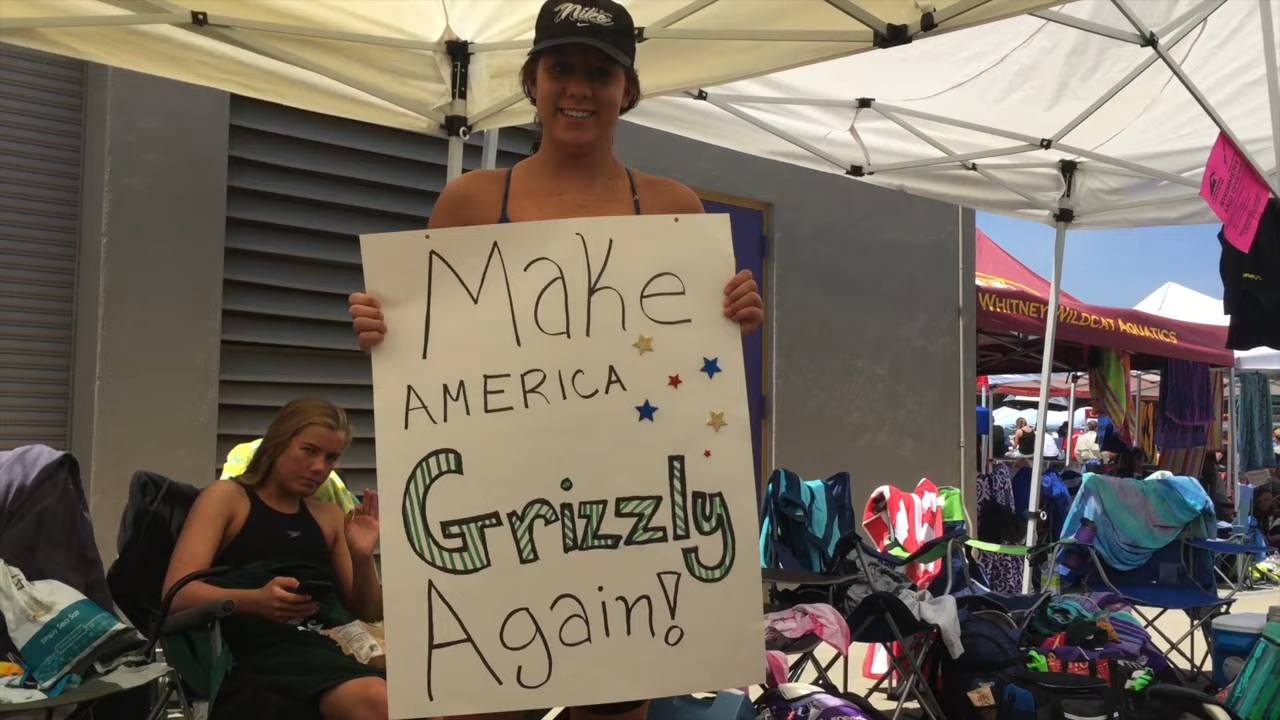 Nike
Make
AMERICA
Grizzly
Again!
WHITNEY WILDCAT AQUATICS